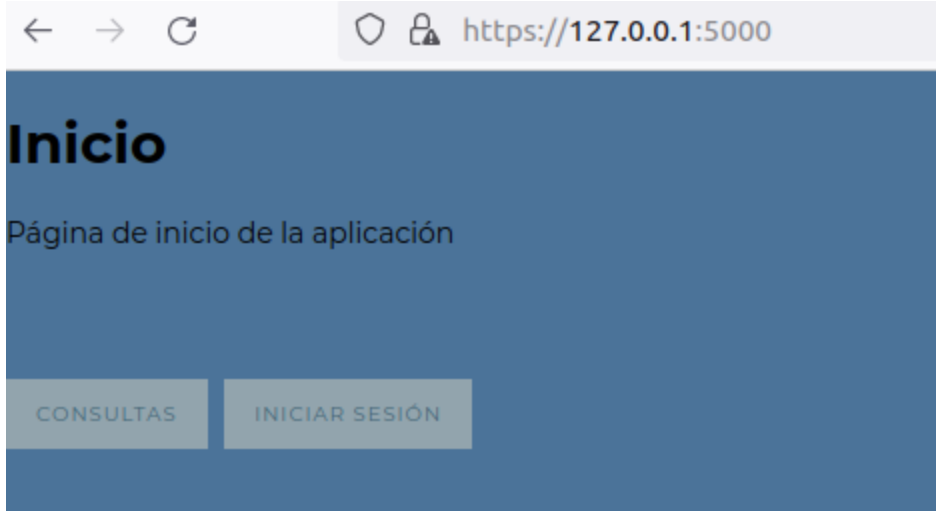 https://127.0.0.1:5000
Inicio
Página de inicio de la aplicación
CONSULTAS INICIAR SESIÓN